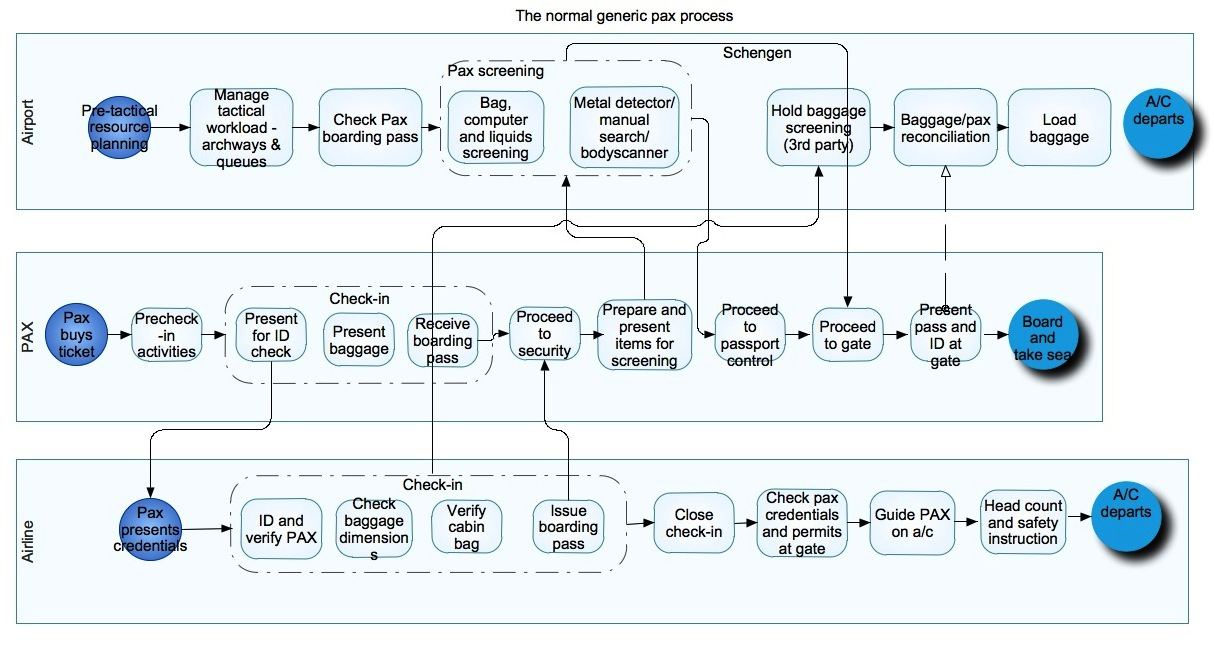 The normal generic pax process
Airport
Pre-tactical
resource
planning
Manage
tactical
workload -
archways &
queues
Check Pax
boarding pass
Pax screening
Bag,
computer
and liquids
screening
Metal detector/
manual
search/
bodyscanner
Schengen
Hold baggage
screening
(3rd party)
Baggage/pax
reconciliation
Load
baggage
A/C
departs
PAX
Pax
buys
ticket
Precheck
-in
activities
Check-in
Present
for ID
check
Present
baggage
Receive
boarding
pass
Proceed
to
security
Prepare and
present
items for
screening
Proceed
to
passport
control
Proceed
to gate
Present
pass and
ID at
gate
Board
and
take sea
Airline
Pax
presents
credentials
Check-in
ID and
verify PAX
Check
baggage
dimension
s
Verify
cabin
bag
Issue
boarding
pass
Close
check-in
Check pax
credentials
and permits
at gate
Guide PAX
on a/c
Head count
and safety
instruction
A/C
departs